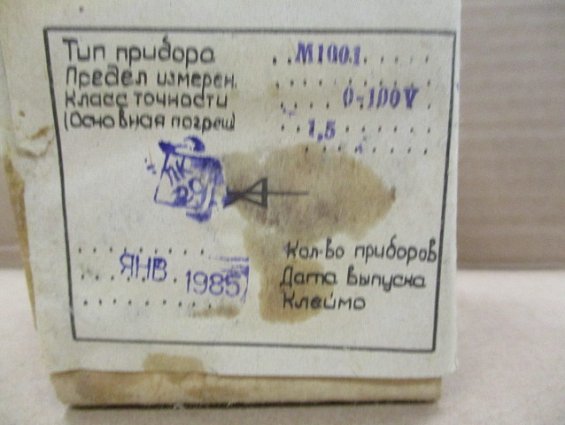 Тип прибора М1001
Предел измерен. 0-100V
Класс точности 1,5
(Основная погреш)
ЯНВ 1985
Кол-во приборов
Дата выпуска
Клеймо